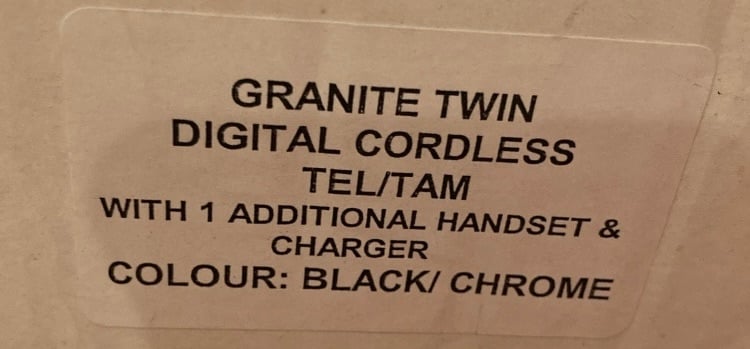 GRANITE TWIN
DIGITAL CORDLESS
TEL/TAM
WITH 1 ADDITIONAL HANDSET &
CHARGER
COLOUR: BLACK/ CHROME